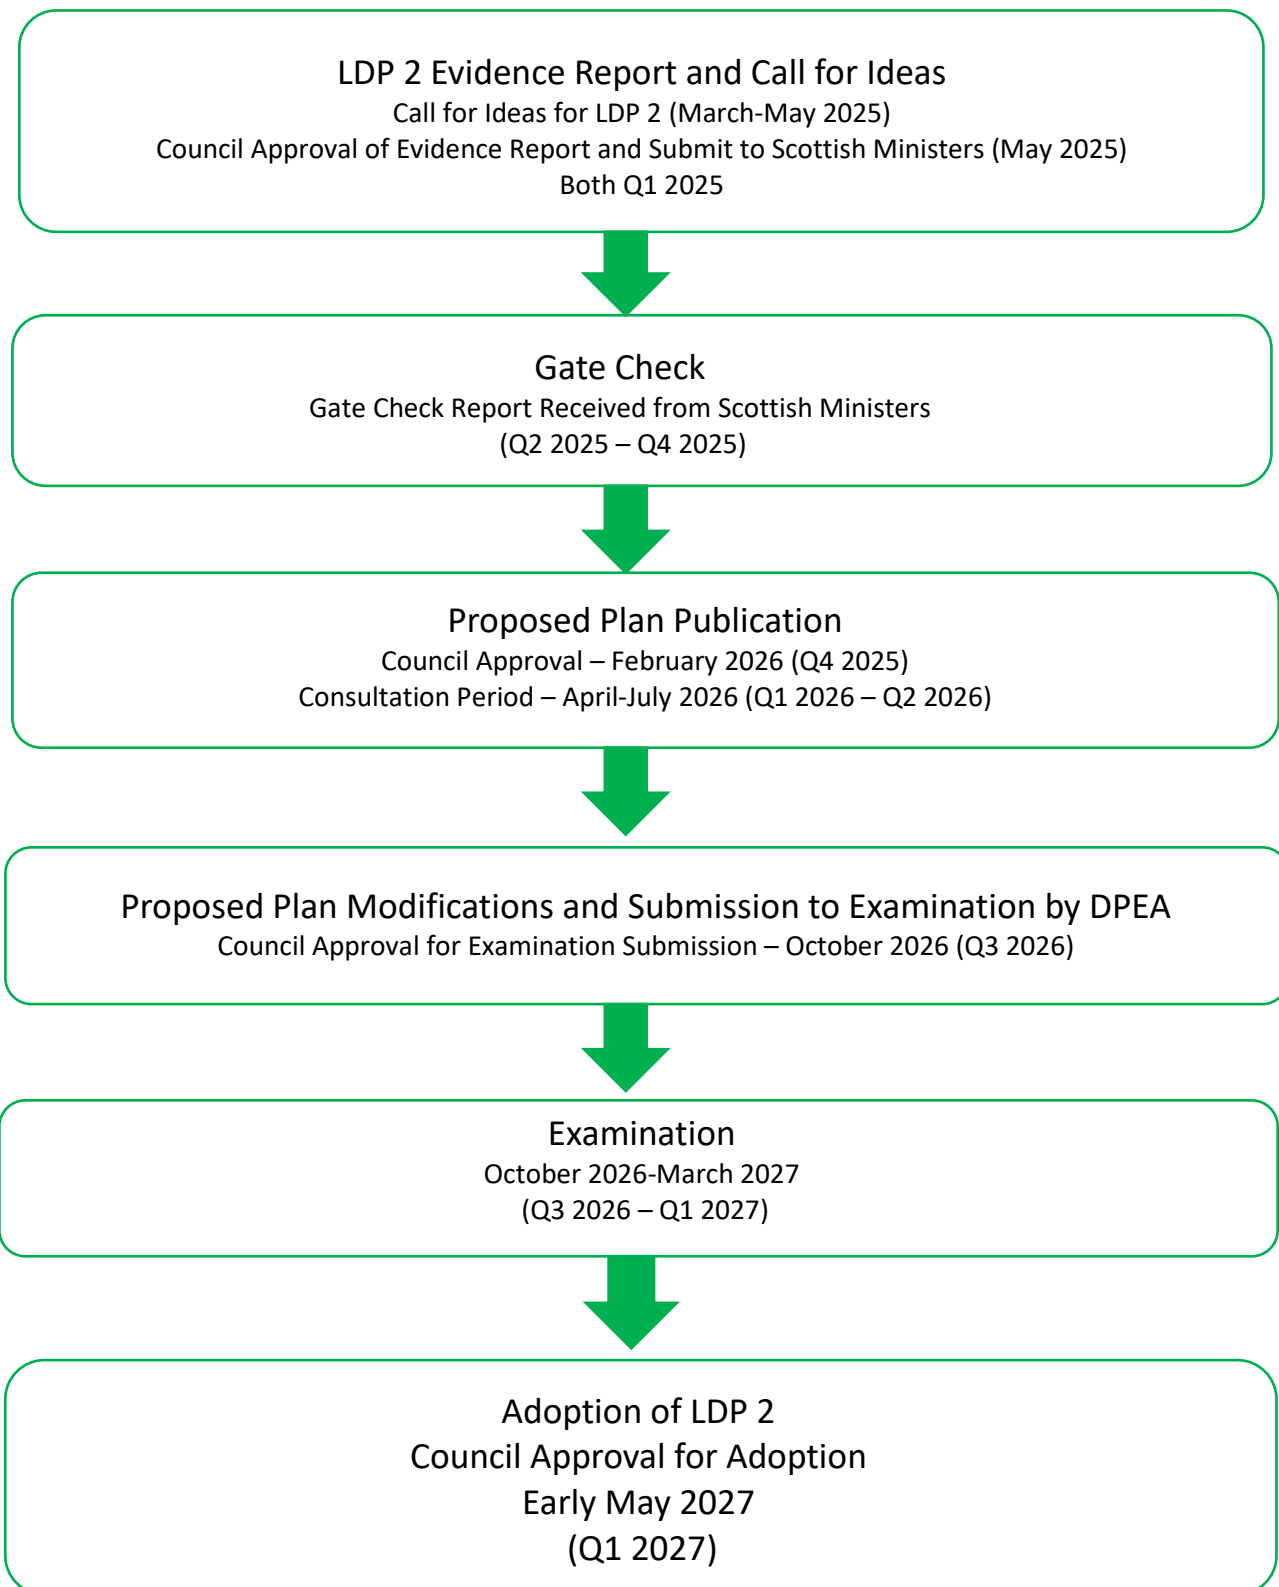 LDP 2 Evidence Report and Call for Ideas
Call for Ideas for LDP 2 (March-May 2025)
Council Approval of Evidence Report and Submit to Scottish Ministers (May 2025)
Both Q1 2025
Gate Check
Gate Check Report Received from Scottish Ministers
(Q2 2025 – Q4 2025)
Proposed Plan Publication
Council Approval – February 2026 (Q4 2025)
Consultation Period – April-July 2026 (Q1 2026 – Q2 2026)
Proposed Plan Modifications and Submission to Examination by DPEA
Council Approval for Examination Submission – October 2026 (Q3 2026)
Examination
October 2026-March 2027
(Q3 2026 – Q1 2027)
Adoption of LDP 2
Council Approval for Adoption
Early May 2027
(Q1 2027)